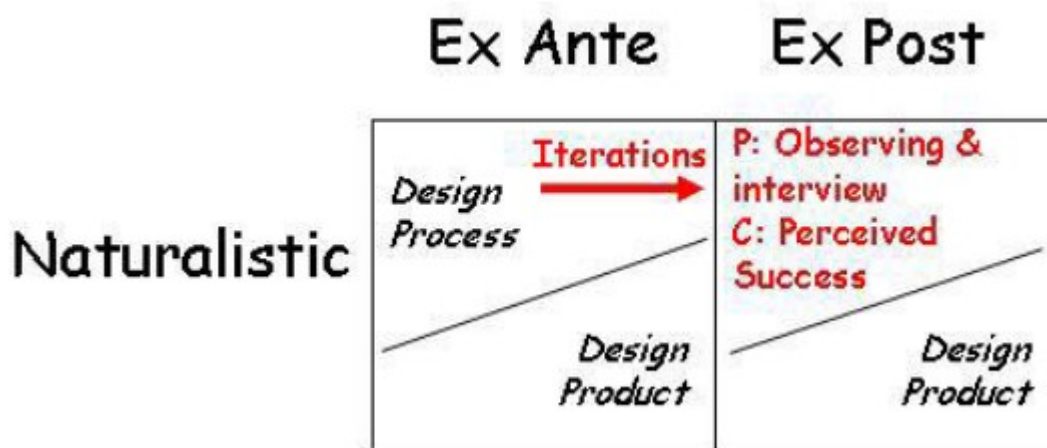 Ex Ante Ex Post
Naturalistic
Design
Process
Iterations
Design
Product
P: Observing &
interview
C: Perceived
Success
Design
Product